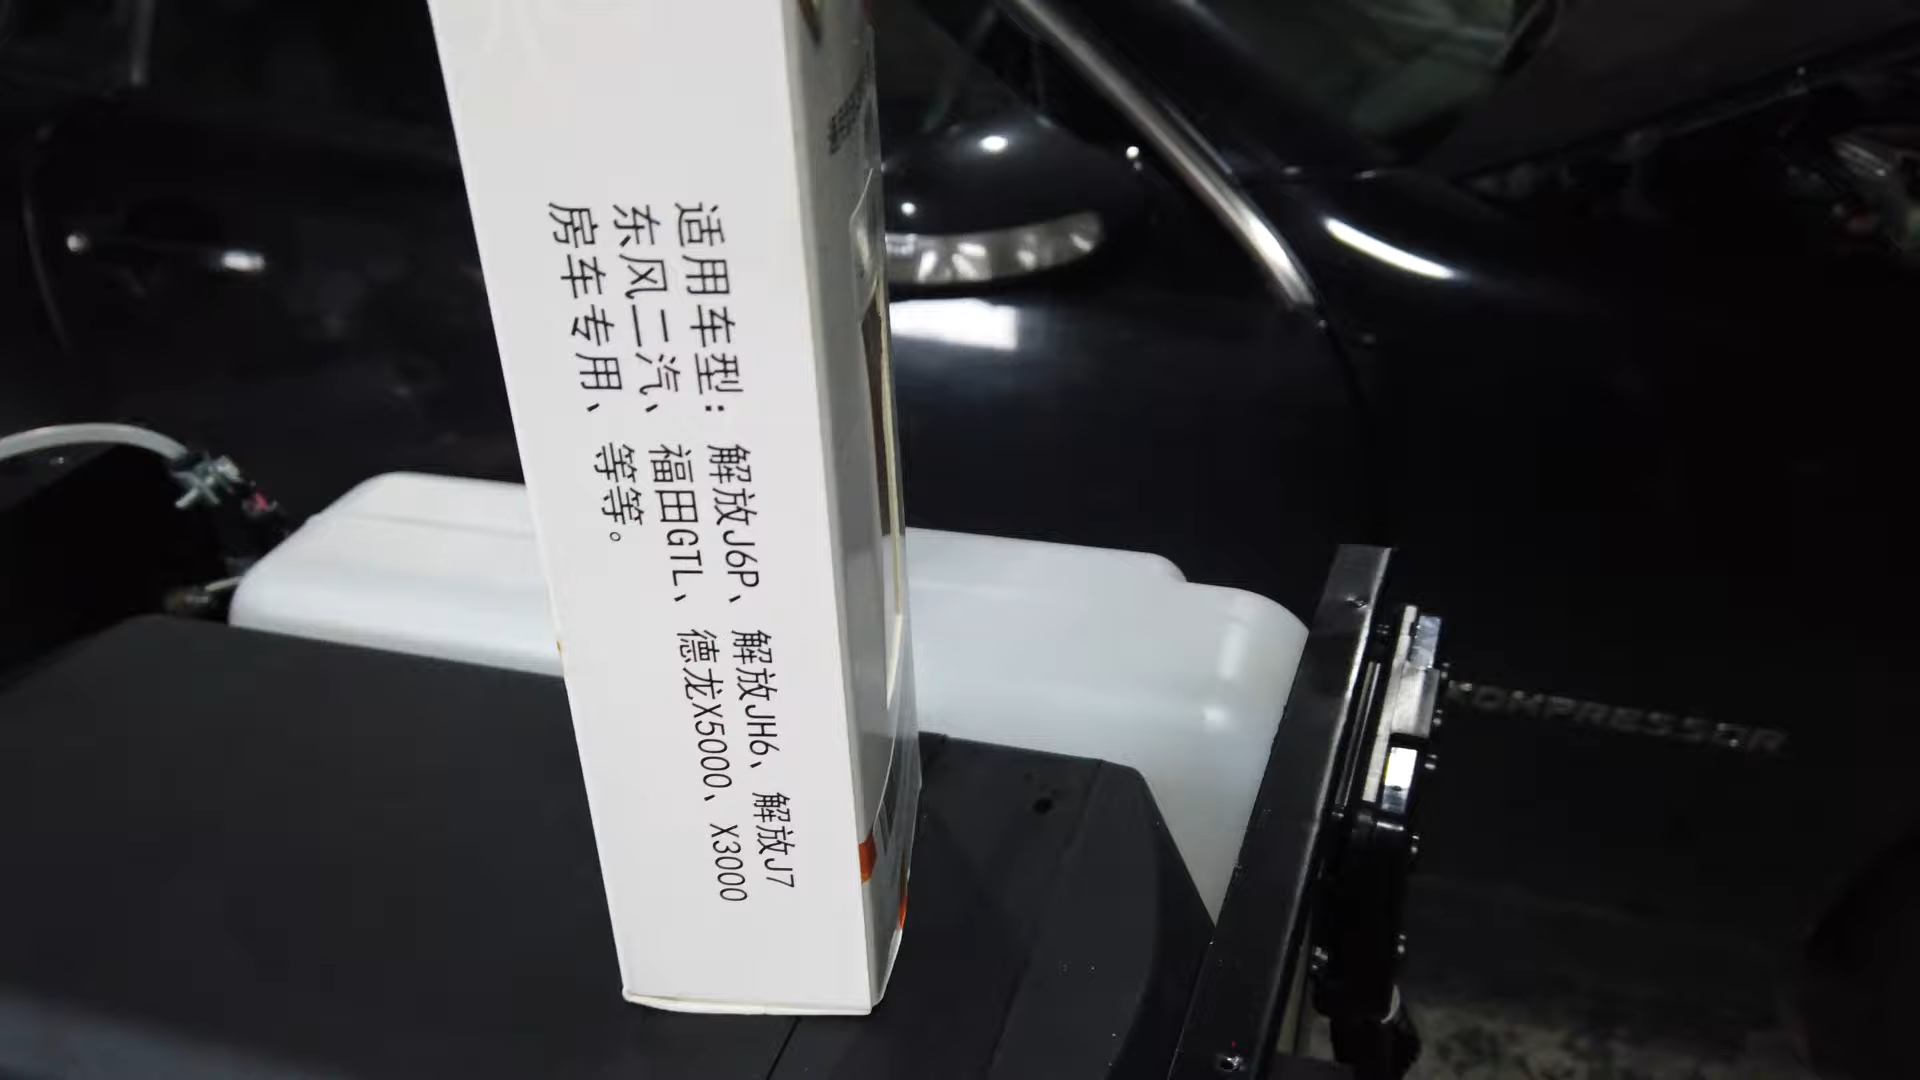 适用车型：解放J6P、解放JH6、解放J7
东风二汽、福田GTL、德龙X5000、X3000
房车专用、等等。
KOMPRESSOR